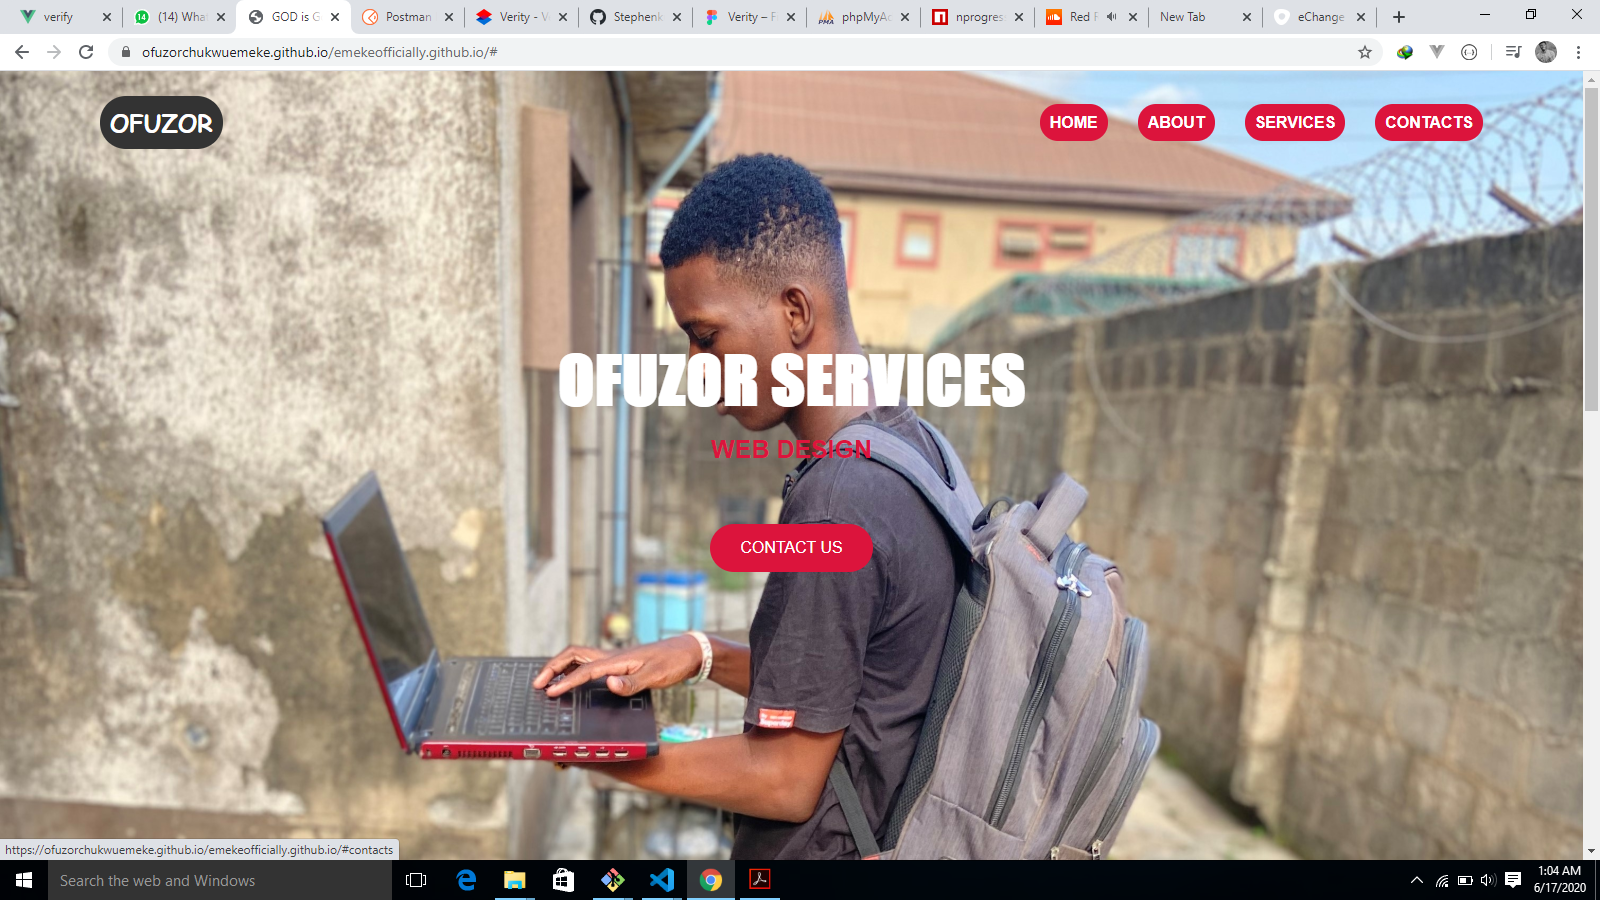 verify
(14) Wha
GOD is G
Postman
Verity - V
Stephenk
Verity – F
phpMyAd
nprogres
Red F
New Tab
eChange
ofuzorchukwuemeke.github.io/emekeofficially.github.io/#
OFUZOR
HOME
ABOUT
SERVICES
CONTACTS
OFUZOR SERVICES
WEB DESIGN
CONTACT US
https://ofuzorchukwuemeke.github.io/emekeofficially.github.io/#contacts
Search the web and Windows
1:04 AM
6/17/2020